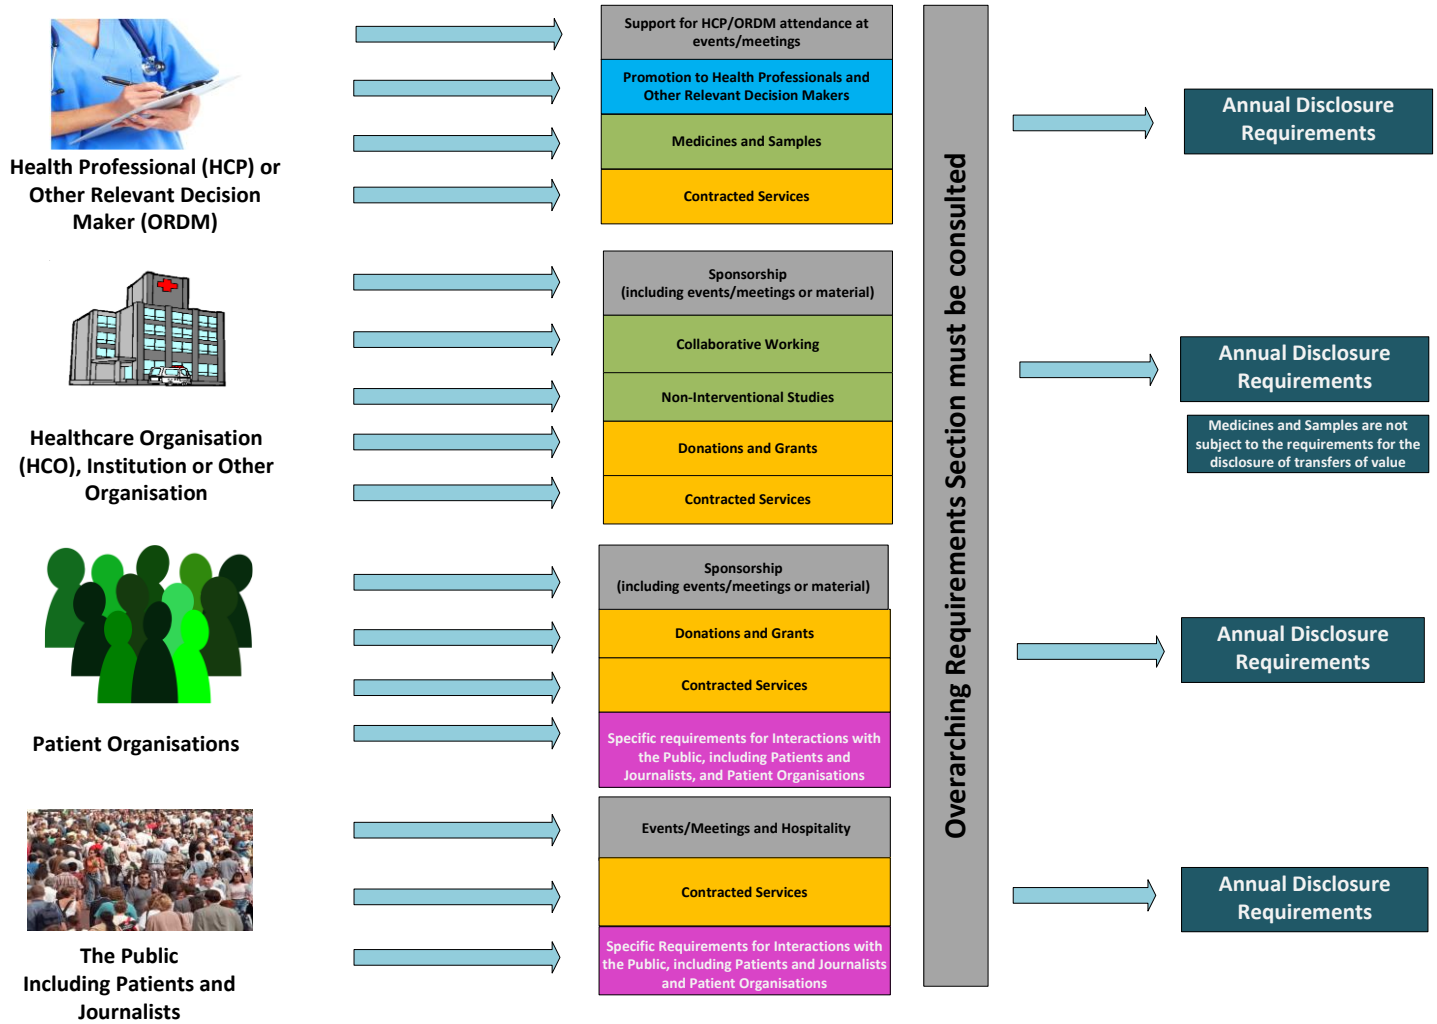 Health Professional (HCP) or
Other Relevant Decision
Maker (ORDM)
Support for HCP/ORDM attendance at
events/meetings
Promotion to Health Professionals and
Other Relevant Decision Makers
Medicines and Samples
Contracted Services
Healthcare Organisation
(HCO), Institution or Other
Organisation
Sponsorship
(including events/meetings or material)
Collaborative Working
Non-Interventional Studies
Donations and Grants
Contracted Services
Patient Organisations
Sponsorship
(including events/meetings or material)
Donations and Grants
Contracted Services
Specific requirements for Interactions with
the Public, including Patients and
Journalists, and Patient Organisations
The Public
Including Patients and
Journalists
Events/Meetings and Hospitality
Contracted Services
Specific Requirements for Interactions with
the Public, including Patients and Journalists
and Patient Organisations
Overarching Requirements Section must be consulted
Annual Disclosure
Requirements
Annual Disclosure
Requirements
Medicines and Samples are not
subject to the requirements for the
disclosure of transfers of value
Annual Disclosure
Requirements
Annual Disclosure
Requirements